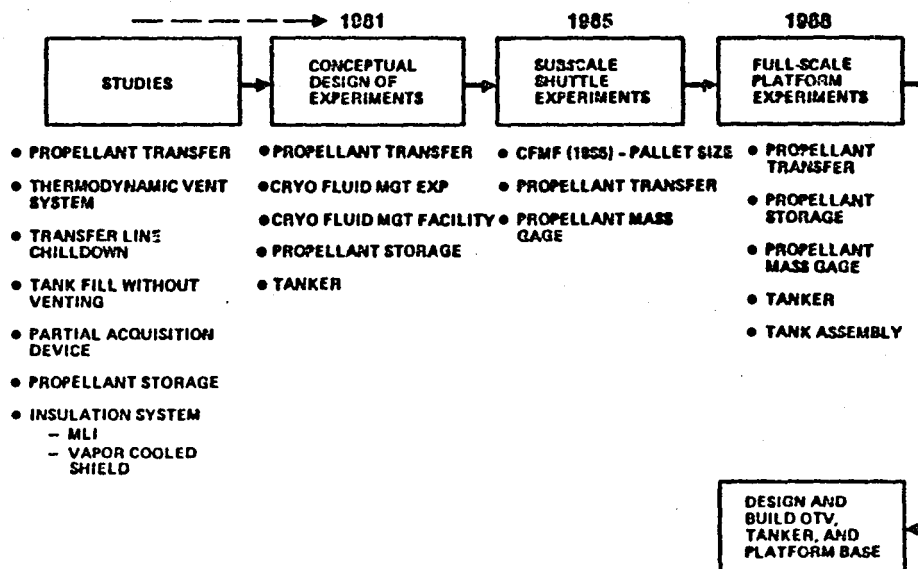 1981
1985
1988
STUDIES
CONCEPTUAL
DESIGN OF
EXPERIMENTS
SUBSCALE
SHUTTLE
EXPERIMENTS
FULL-SCALE
PLATFORM
EXPERIMENTS
● PROPELLANT TRANSFER
● THERMODYNAMIC VENT
SYSTEM
● TRANSFER LINE
CHILLDOWN
● TANK FILL WITHOUT
VENTING
● PARTIAL ACQUISITION
DEVICE
● PROPELLANT STORAGE
● INSULATION SYSTEM
– MLI
– VAPOR COOLED
SHIELD
● PROPELLANT TRANSFER
● CRYO FLUID MGT EXP
● CRYO FLUID MGT FACILITY
● PROPELLANT STORAGE
● TANKER
● CFMF (1985) - PALLET SIZE
● PROPELLANT TRANSFER
● PROPELLANT MASS
GAGE
● PROPELLANT
TRANSFER
● PROPELLANT
STORAGE
● PROPELLANT
MASS GAGE
● TANKER
● TANK ASSEMBLY
DESIGN AND
BUILD OTV,
TANKER, AND
PLATFORM BASE